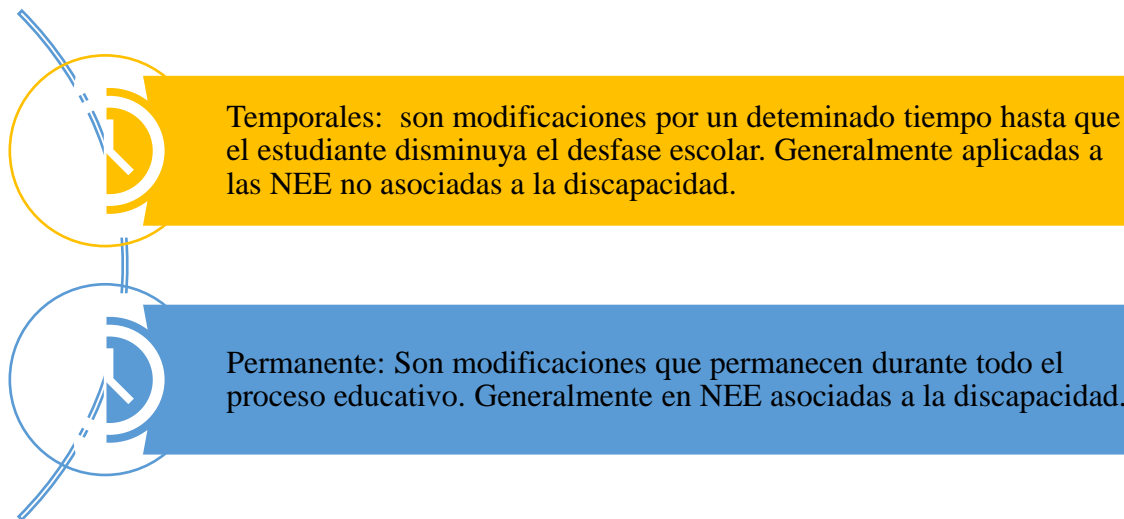 Temporales:  son modificaciones por un deteminado tiempo hasta que
el estudiante disminuya el desfase escolar. Generalmente aplicadas a
las NEE no asociadas a la discapacidad.
Permanente: Son modificaciones que permanecen durante todo el
proceso educativo. Generalmente en NEE asociadas a la discapacidad.